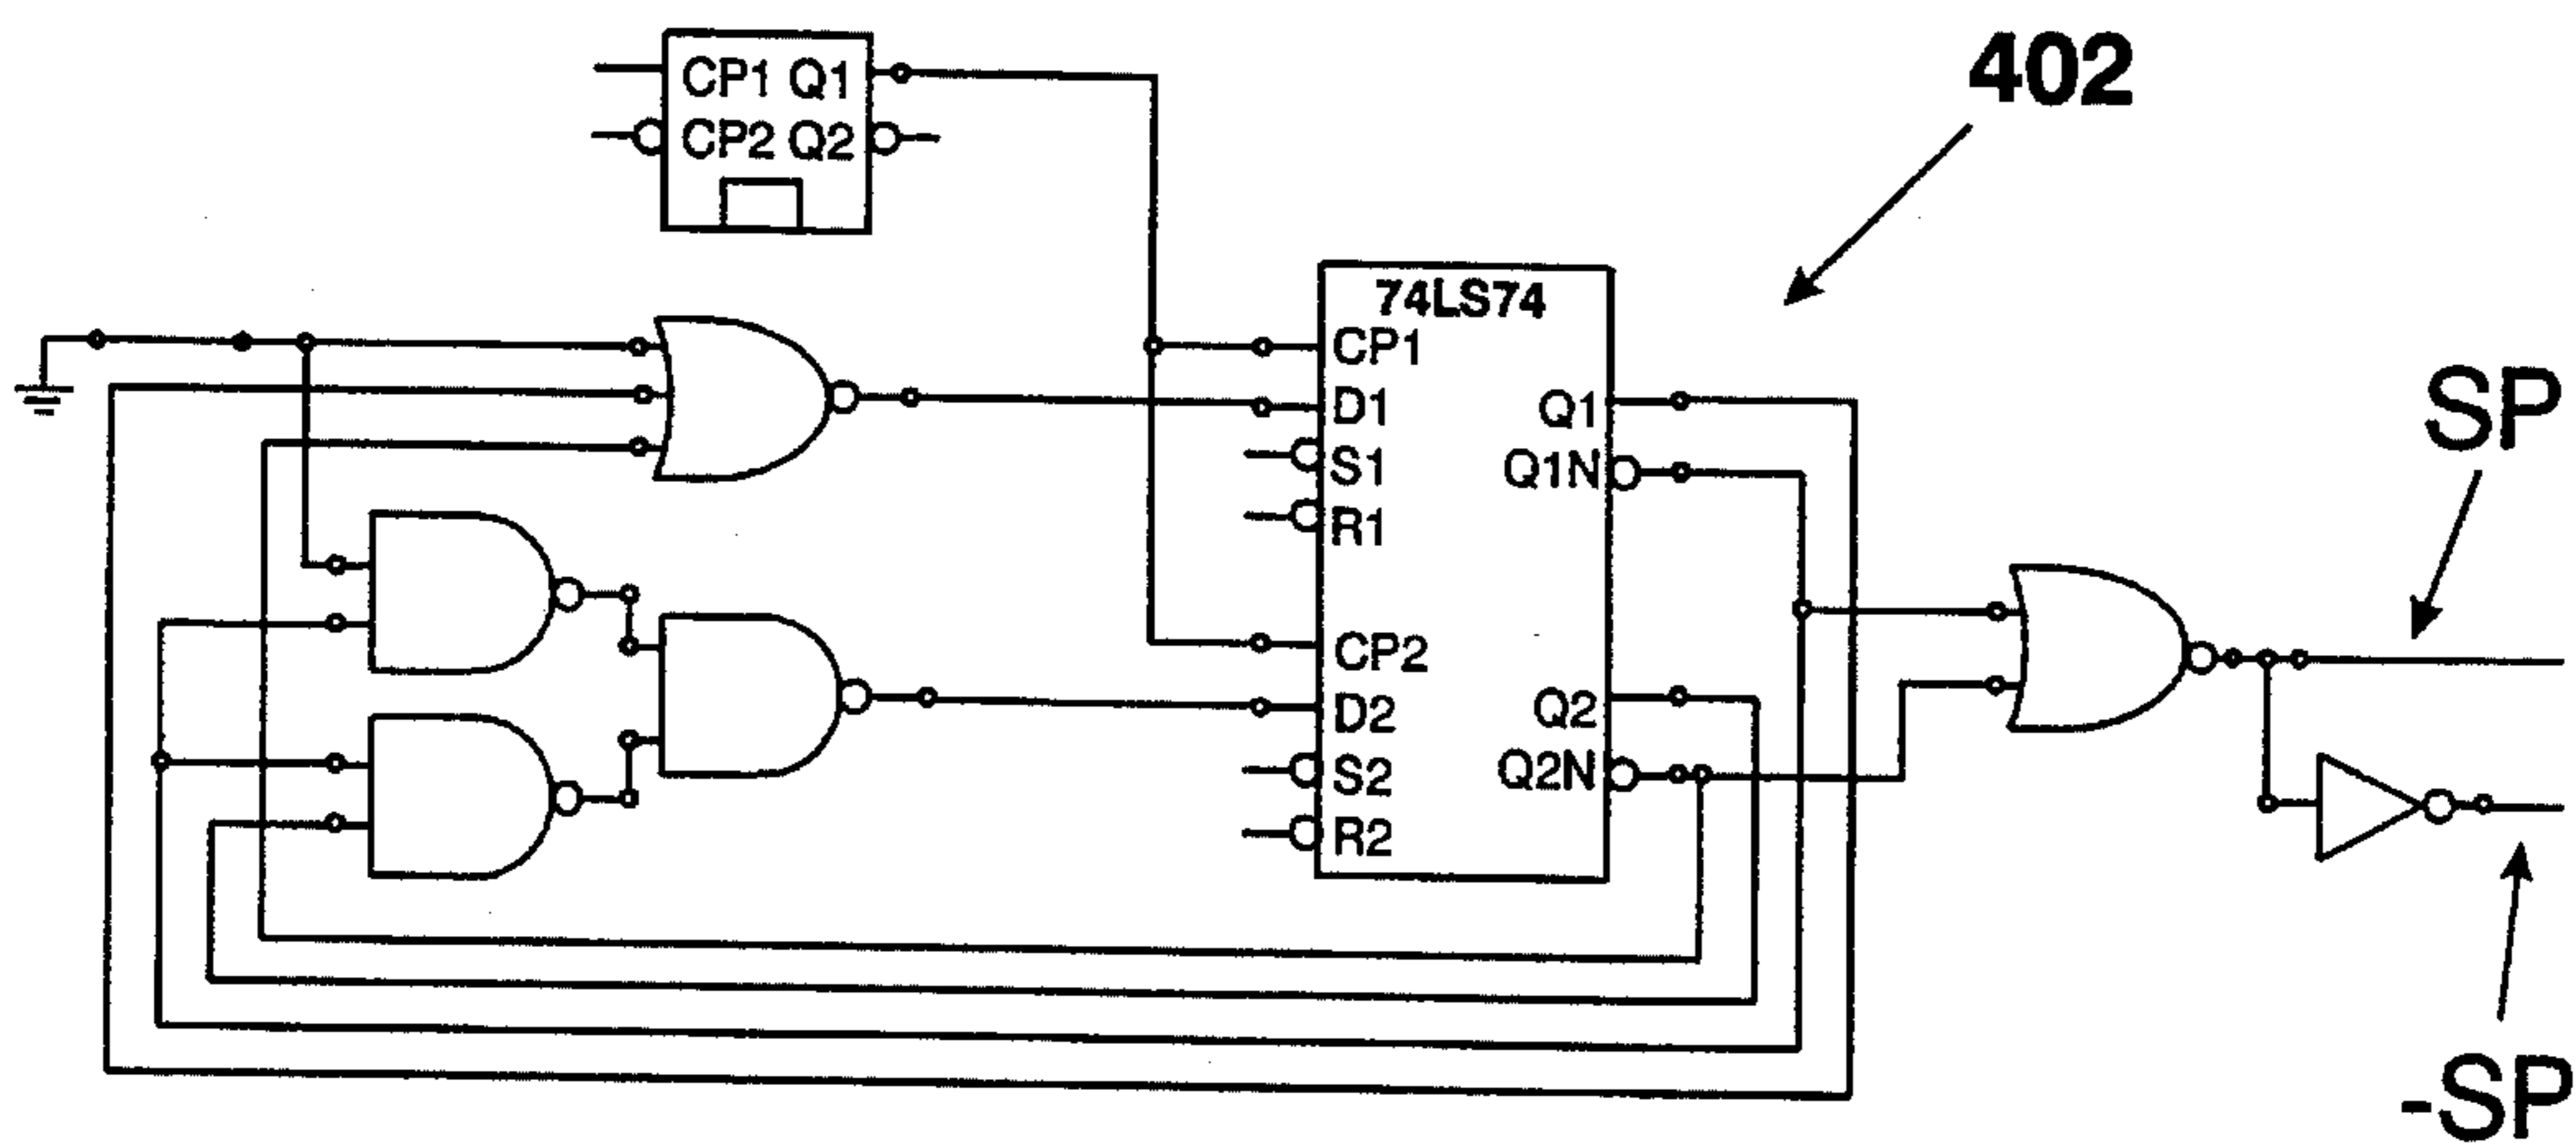 CP1 Q1
CP2 Q2
402
74LS74
CP1
D1
S1
R1
Q1
Q1N
CP2
D2
S2
R2
Q2
Q2N
SP
-SP